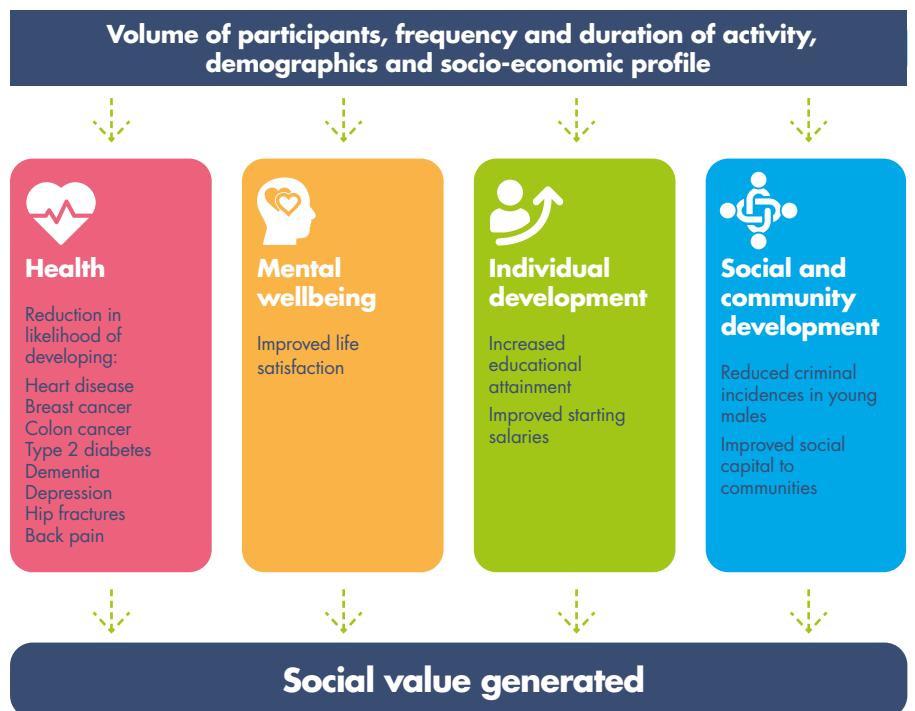 Volume of participants, frequency and duration of activity,
demographics and socio-economic profile
Health
Reduction in
likelihood of
developing:
Heart disease
Breast cancer
Colon cancer
Type 2 diabetes
Dementia
Depression
Hip fractures
Back pain
Mental
wellbeing
Improved life
satisfaction
Individual
development
Increased
educational
attainment
Improved starting
salaries
Social and
community
development
Reduced criminal
incidences in young
males
Improved social
capital to
communities
Social value generated